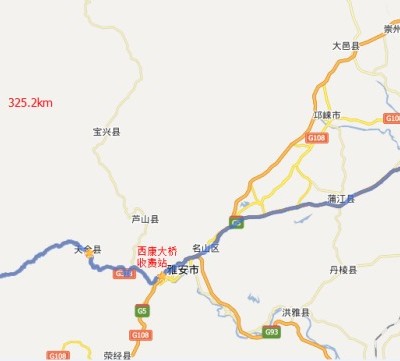 崇州
大邑县
邛崃市
G108
G108
325.2km
宝兴县
蒲江县
芦山县
G5
名山区
天全县
西康大桥
收费站
雅安市
丹棱县
G5
洪雅县
G108
G93
G108
荥经县